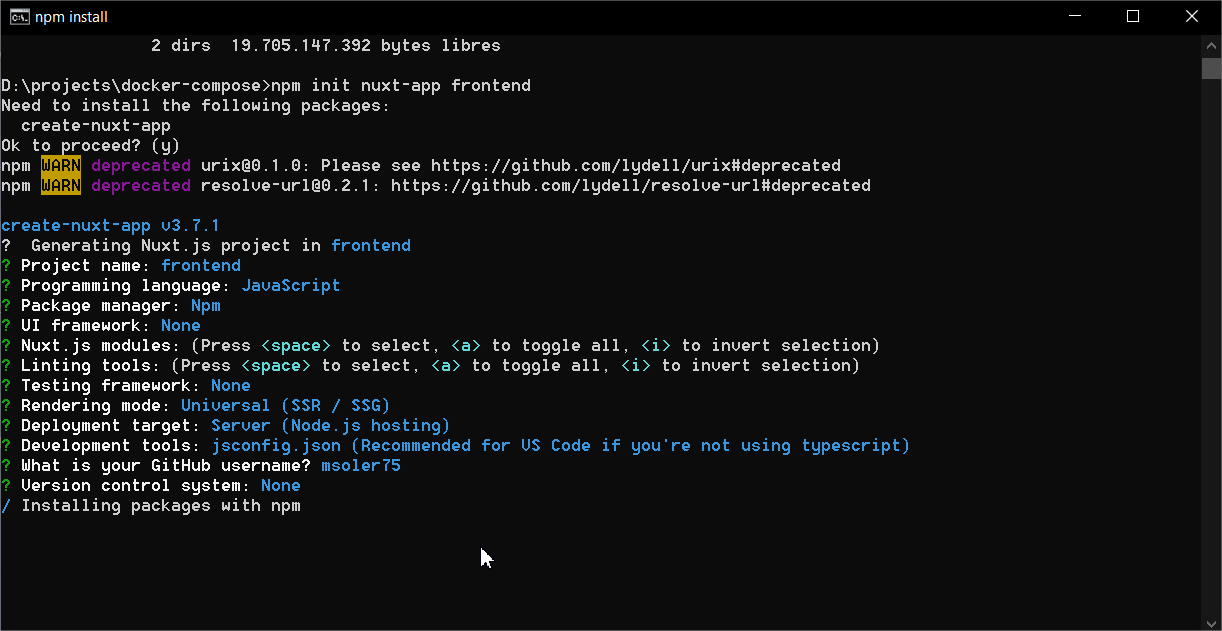 npm install
2 dirs  19.705.147.392 bytes libres
D:\projects\docker-compose>npm init nuxt-app frontend
Need to install the following packages:
  create-nuxt-app
Ok to proceed? (y)
npm WARN deprecated urix@0.1.0: Please see https://github.com/lydell/urix#deprecated
npm WARN deprecated resolve-url@0.2.1: https://github.com/lydell/resolve-url#deprecated
create-nuxt-app v3.7.1
?  Generating Nuxt.js project in frontend
? Project name: frontend
? Programming language: JavaScript
? Package manager: Npm
? UI framework: None
? Nuxt.js modules: (Press <space> to select, <a> to toggle all, <i> to invert selection)
? Linting tools: (Press <space> to select, <a> to toggle all, <i> to invert selection)
? Testing framework: None
? Rendering mode: Universal (SSR / SSG)
? Deployment target: Server (Node.js hosting)
? Development tools: jsconfig.json (Recommended for VS Code if you're not using typescript)
? What is your GitHub username? msoler75
? Version control system: None
/ Installing packages with npm